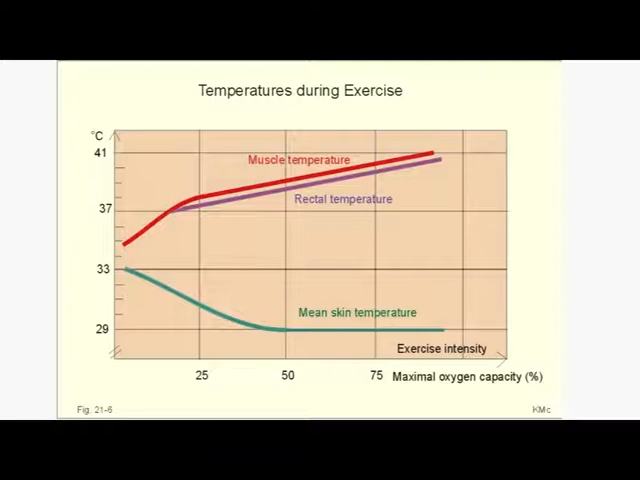 Temperatures during Exercise
°C
41
Muscle temperature
Rectal temperature
37
33
Mean skin temperature
29
Exercise intensity
25
50
75
Maximal oxygen capacity (%)
Fig. 21-6
KMc